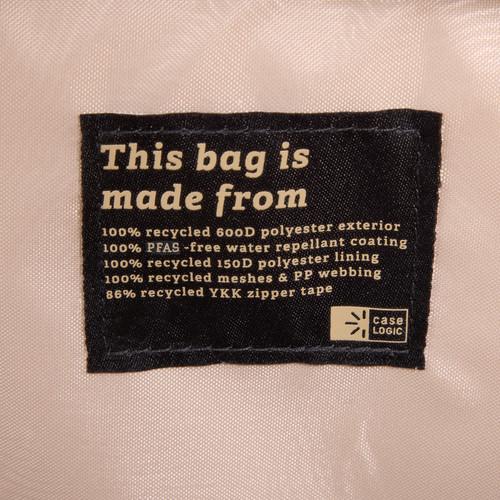 This bag is
made from
100% recycled 600D polyester exterior
100% PFAS -free water repellant coating
100% recycled 150D polyester lining
100% recycled meshes & PP webbing
86% recycled YKK zipper tape
case
LOGIC